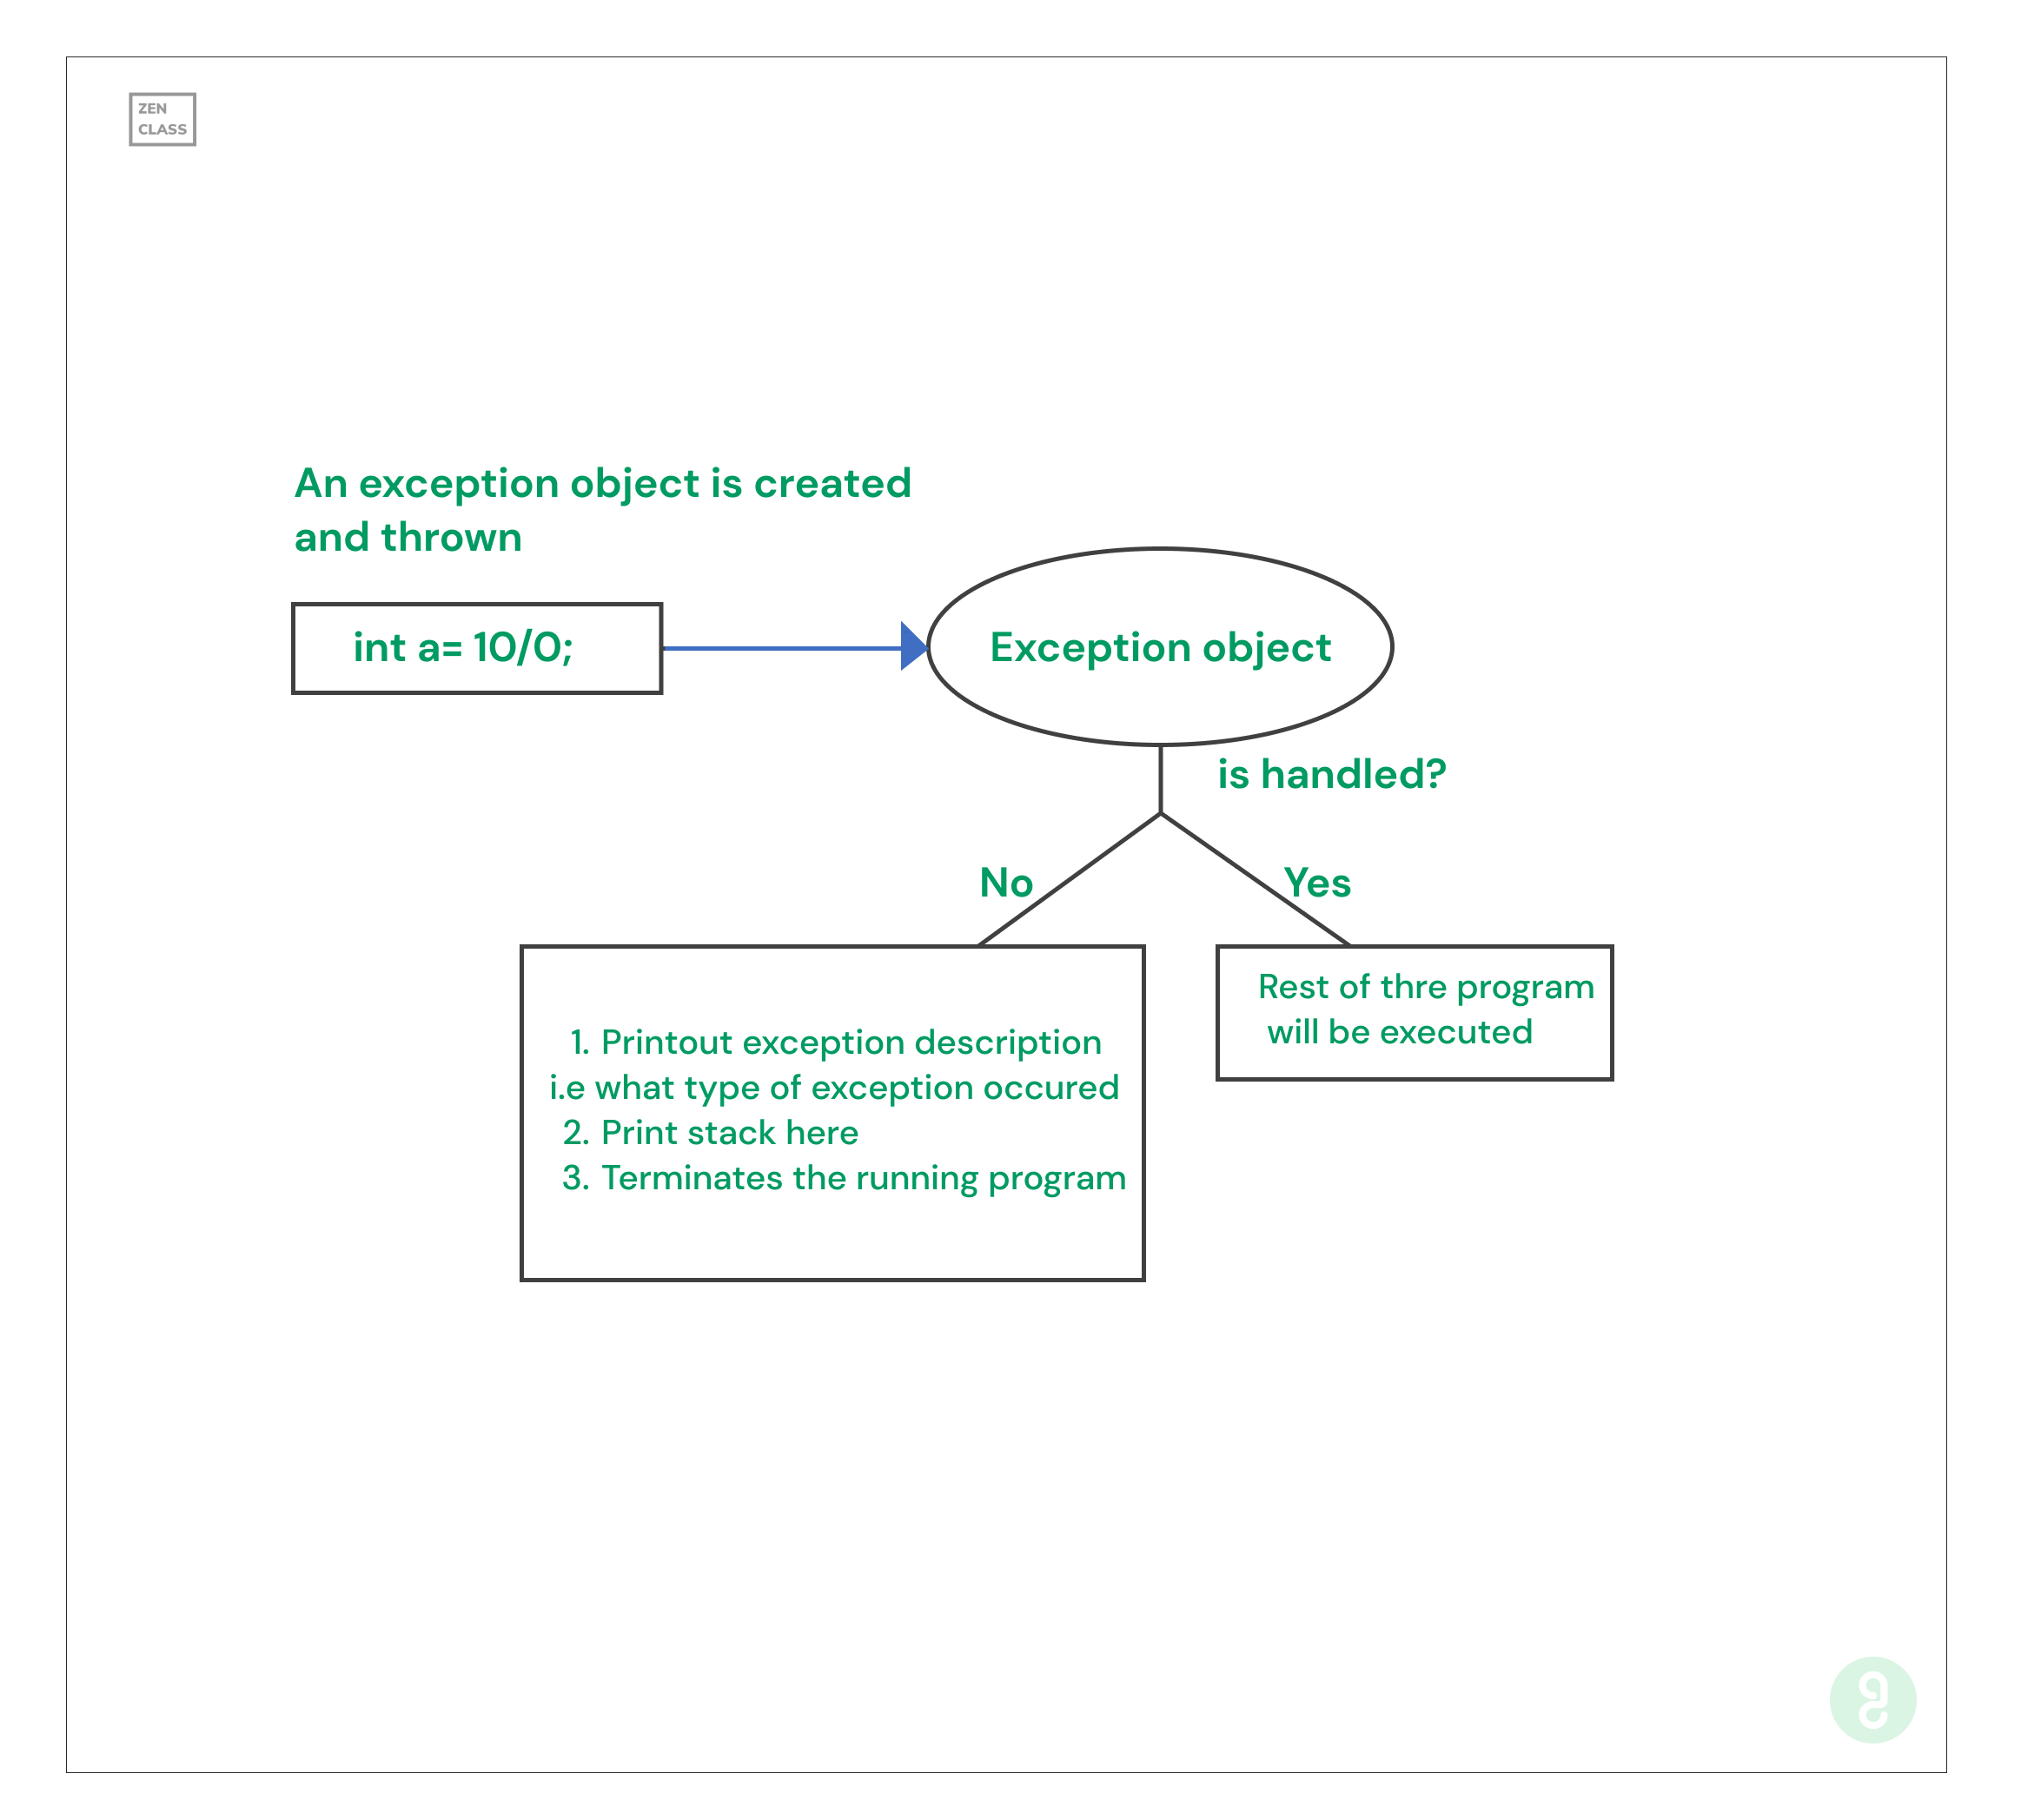 ZEN
CLASS
An exception object is created
and thrown
int a= 10/0;
Exception object
is handled?
No
Yes
1. Printout exception description
i.e what type of exception occured
2. Print stack here
3. Terminates the running program
Rest of thre program
will be executed